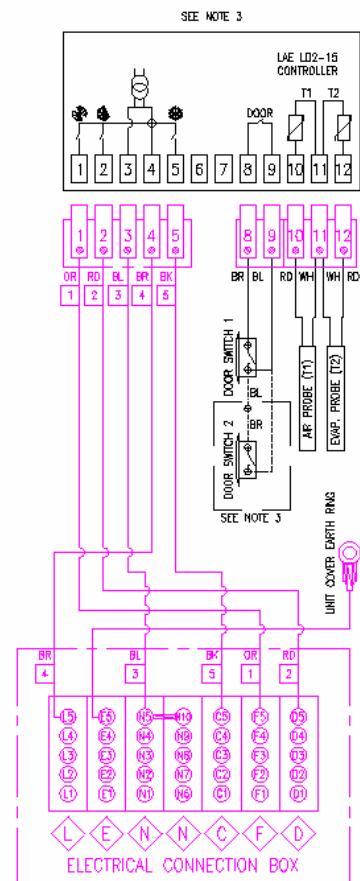 SEE NOTE 3
LAE LD2-15
CONTROLLER
T1 T2
DOOR
1 2 3 4 5 6 7 8 9 10 11 12
1 2 3 4 5 8 9 10 11 12
OR RD BL BR BK BR BL RD WH WH RD
1 2 3 4 5
DOOR SWITCH 1
BL
BR
DOOR SWITCH 2
SEE NOTE 3
AIR PROBE (T1)
EVAP. PROBE (T2)
UNIT COVER EARTH RING
BR BL BK OR RD
4 3 5 1 2
L5 E5 N5 N10 C5 F5 D5
L4 E4 N4 N9 C4 F4 D4
L3 E3 N3 N8 C3 F3 D3
L2 E2 N2 N7 C2 F2 D2
L1 E1 N1 N6 C1 F1 D1
L E N N C F D
ELECTRICAL CONNECTION BOX